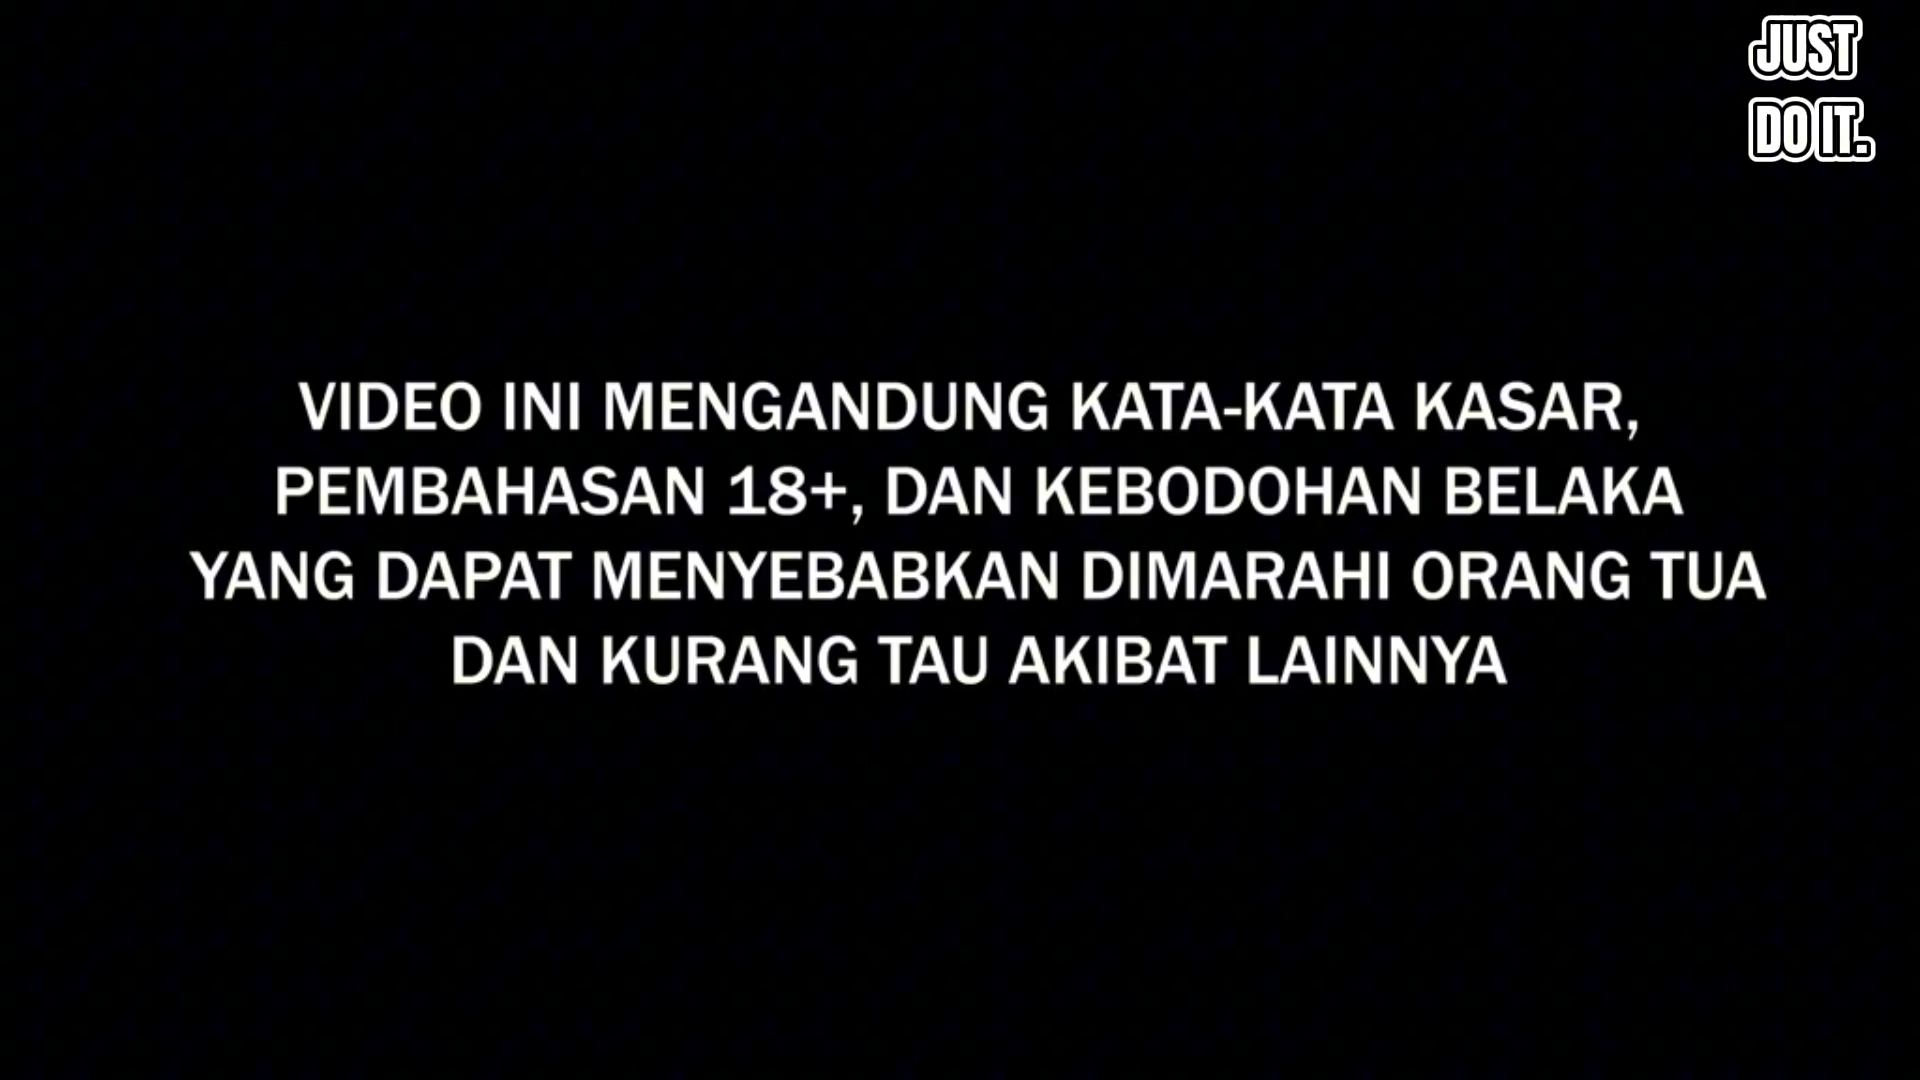 JUST
DO IT.
VIDEO INI MENGANDUNG KATA-KATA KASAR,
PEMBAHASAN 18+, DAN KEBODOHAN BELAKA
YANG DAPAT MENYEBABKAN DIMARAHI ORANG TUA
DAN KURANG TAU AKIBAT LAINNYA